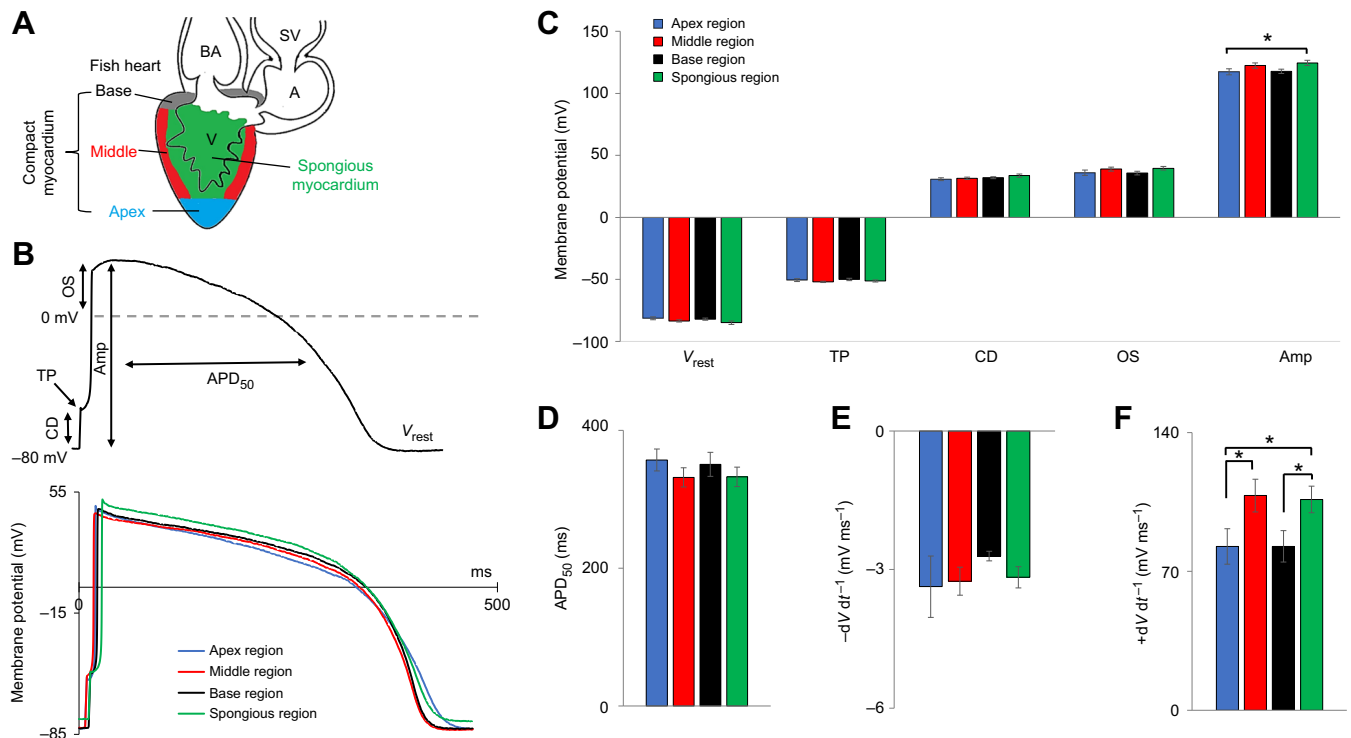 A
BA
SV
Fish heart
Base
A
Compact
myocardium
Middle
V
Spongious
myocardium
Apex
B
OS
0 mV
Amp
TP
APD50
CD
Vrest
–80 mV
55
Membrane potential (mV)
ms
0
500
–15
Apex region
Middle region
Base region
Spongious region
–85
C
Apex region
Middle region
Base region
Spongious region
*
150
100
50
0
–50
–100
Membrane potential (mV)
Vrest
TP
CD
OS
Amp
D
400
360
200
0
APD50 (ms)
E
0
–3
–6
–dV dt–1 (mV ms–1)
F
140
70
0
+dV dt–1 (mV ms–1)
*
*
*